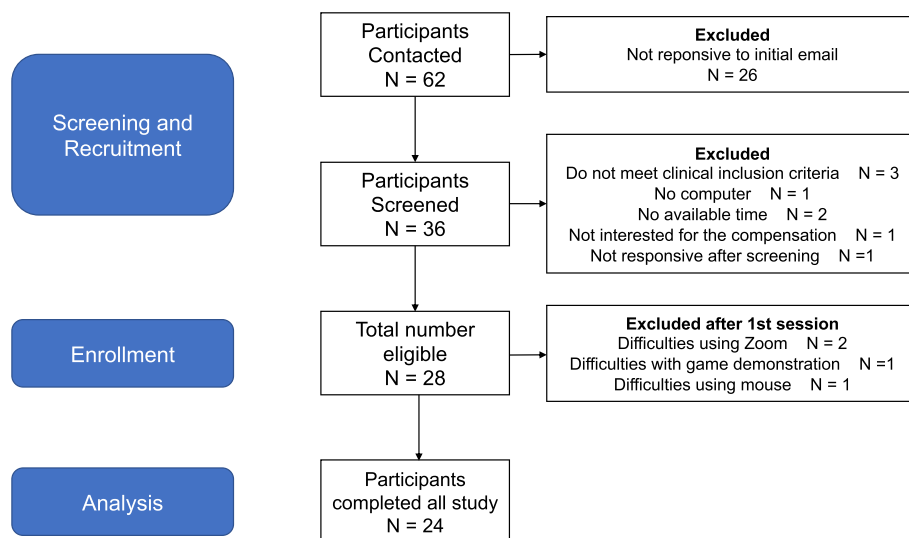 Participants
Contacted
N = 62
Excluded
Not reponsive to initial email
N = 26
Screening and
Recruitment
Participants
Screened
N = 36
Excluded
Do not meet clinical inclusion criteria N = 3
No computer N = 1
No available time N = 2
Not interested for the compensation N = 1
Not responsive after screening N =1
Enrollment
Total number
eligible
N = 28
Excluded after 1st session
Difficulties using Zoom N = 2
Difficulties with game demonstration N =1
Difficulties using mouse N = 1
Analysis
Participants
completed all study
N = 24